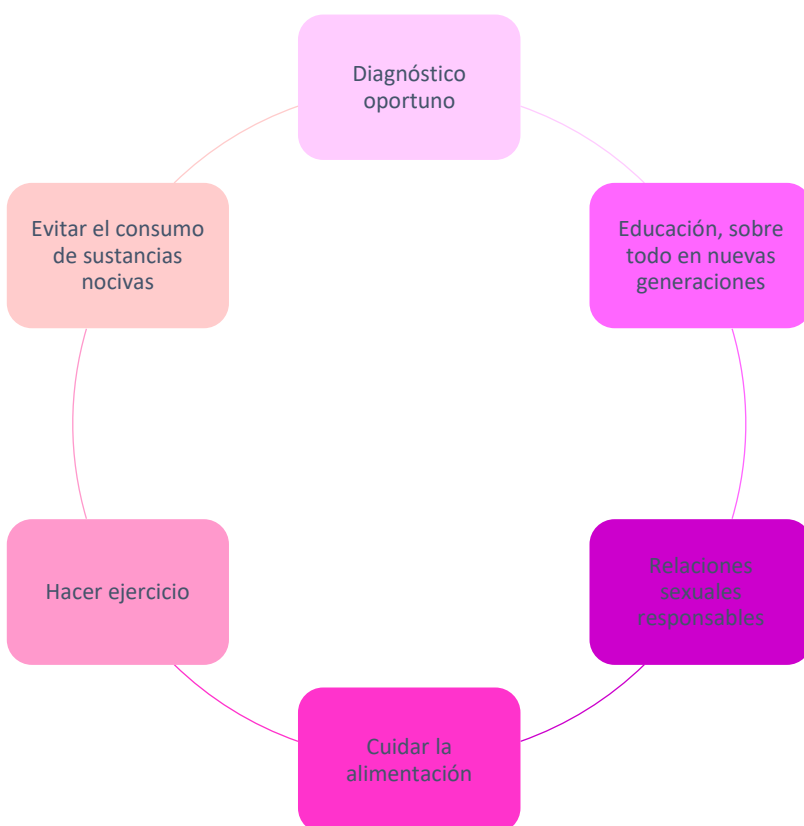 Diagnóstico
oportuno
Educación, sobre
todo en nuevas
generaciones
Relaciones
sexuales
responsables
Cuidar la
alimentación
Hacer ejercicio
Evitar el consumo
de sustancias
nocivas